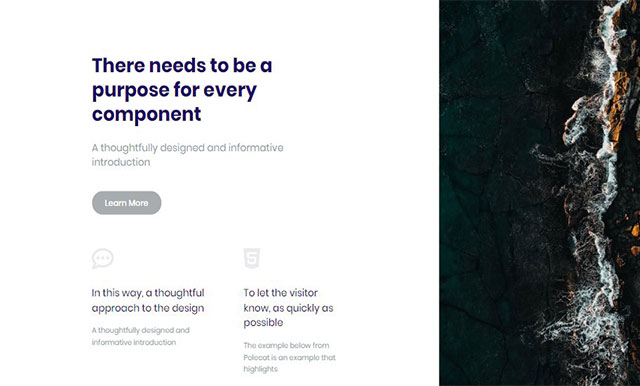 There needs to be a
purpose for every
component
A thoughtfully designed and informative
introduction
Learn More
In this way, a thoughtful
approach to the design
A thoughtfully designed and
informative introduction
To let the visitor
know, as quickly as
possible
The example below from
Polecat is an example that
highlights